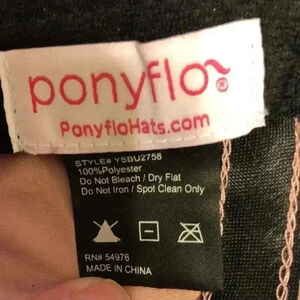 ponyflo®
PonyfloHats.com
STYLE# YSBU2758
100%Polyester
Do Not Bleach / Dry Flat
Do Not Iron / Spot Clean Only
RN# 54976
MADE IN CHINA